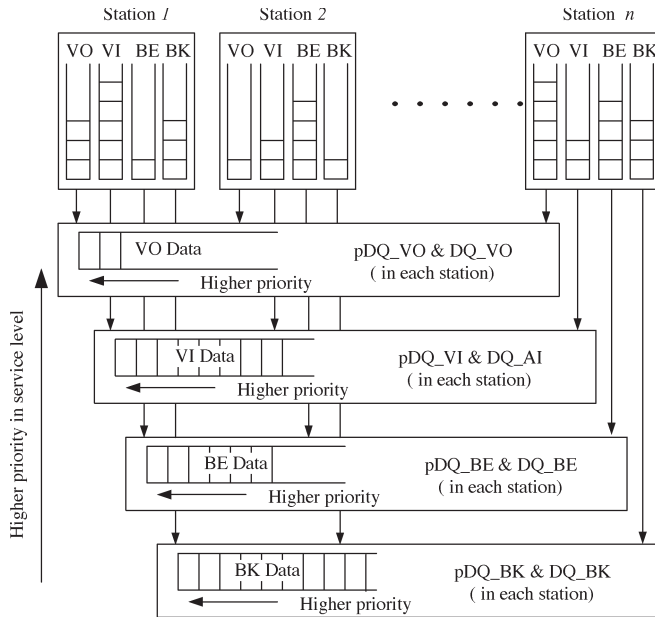 Station 1
Station 2
Station n
VO VI BE BK
VO VI BE BK
VO VI BE BK
VO Data
Higher priority
pDQ_VO & DQ_VO
( in each station)
VI Data
Higher priority
pDQ_VI & DQ_AI
( in each station)
BE Data
Higher priority
pDQ_BE & DQ_BE
( in each station)
BK Data
Higher priority
pDQ_BK & DQ_BK
( in each station)
Higher priority in service level